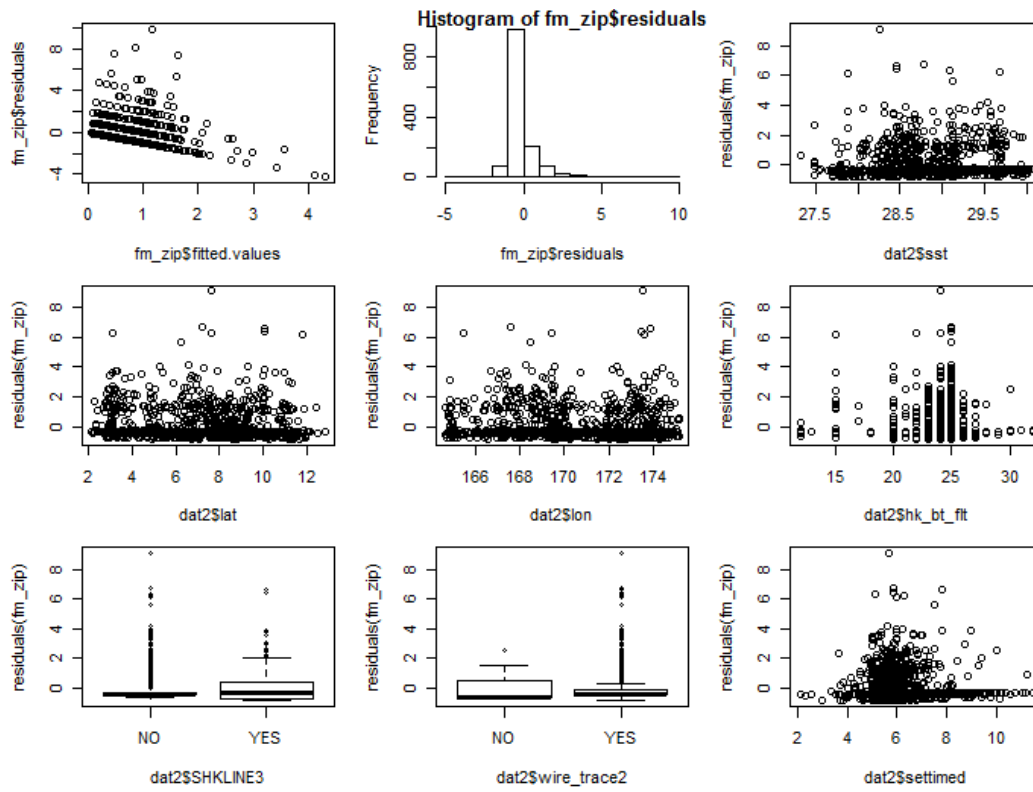 fm_zip$residuals
8
4
0
-4
0 1 2 3 4
fm_zip$fitted.values
Histogram of fm_zip$residuals
Frequency
800
400
0
-5 0 5 10
fm_zip$residuals
residuals(fm_zip)
8
6
4
2
0
27.5 28.5 29.5
dat2$sst
residuals(fm_zip)
8
6
4
2
0
2 4 6 8 10 12
dat2$lat
residuals(fm_zip)
8
6
4
2
0
166 168 170 172 174
dat2$lon
residuals(fm_zip)
8
6
4
2
0
15 20 25 30
dat2$hk_bt_flt
residuals(fm_zip)
8
6
4
2
0
NO YES
dat2$SHKLINE3
residuals(fm_zip)
8
6
4
2
0
NO YES
dat2$wire_trace2
residuals(fm_zip)
8
6
4
2
0
2 4 6 8 10
dat2$settimed